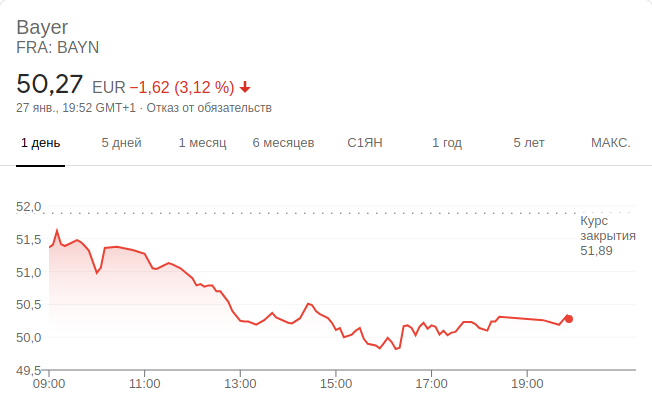 Bayer
FRA: BAYN
50,27 EUR −1,62 (3,12 %)
27 янв., 19:52 GMT+1 · Отказ от обязательств
1 день 5 дней 1 месяц 6 месяцев С1ЯН 1 год 5 лет МАКС.
52,0
Курс
закрытия
51,89
51,5
51,0
50,5
50,0
49,5
09:00 11:00 13:00 15:00 17:00 19:00